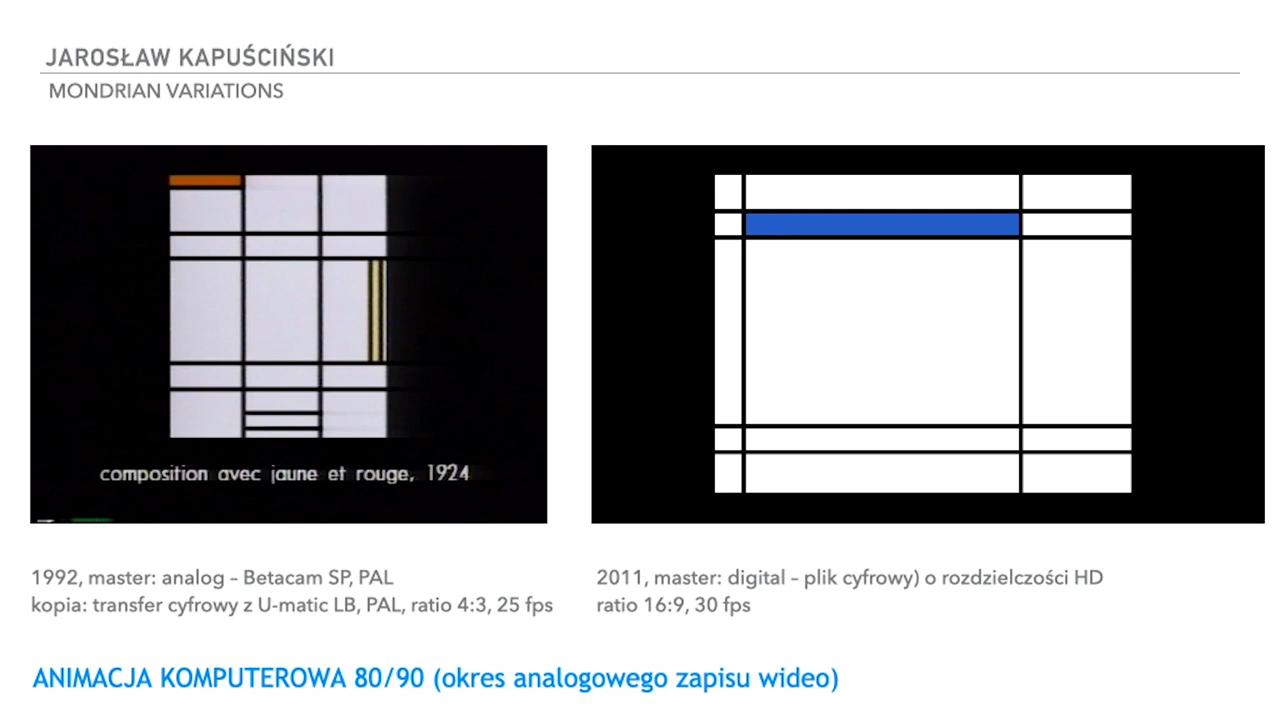 JAROSŁAW KAPUŚCIŃSKI
MONDRIAN VARIATIONS
composition avec jaune et rouge, 1924
1992, master: analog – Betacam SP, PAL
kopia: transfer cyfrowy z U-matic LB, PAL, ratio 4:3, 25 fps
2011, master: digital – plik cyfrowy) o rozdzielczości HD
ratio 16:9, 30 fps
ANIMACJA KOMPUTEROWA 80/90 (okres analogowego zapisu wideo)